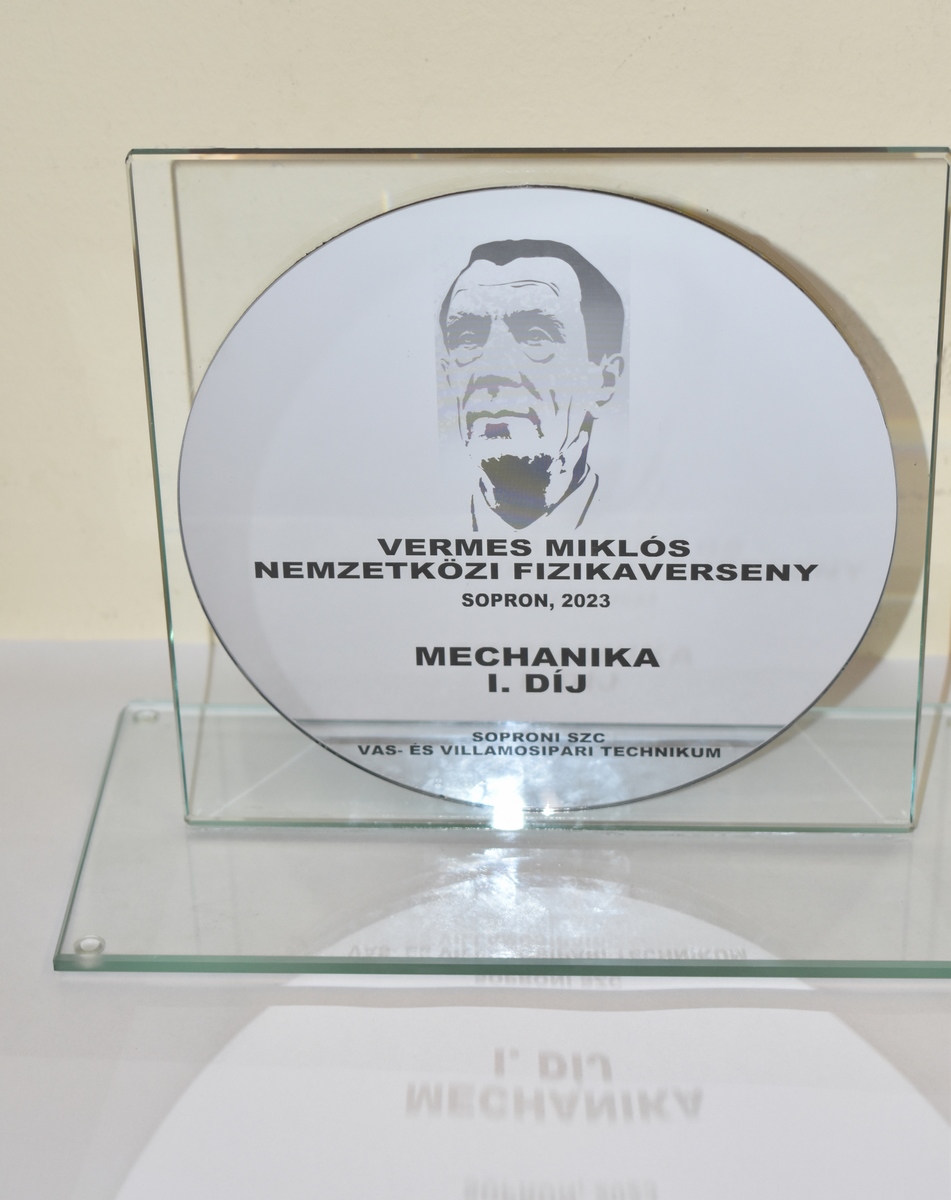 VERMES MIKLÓS
NEMZETKÖZI FIZIKAVERSENY
SOPRON, 2023
MECHANIKA
I. DÍJ
SOPRONI SZC
VAS- ÉS VILLAMOSIPARI TECHNIKUM